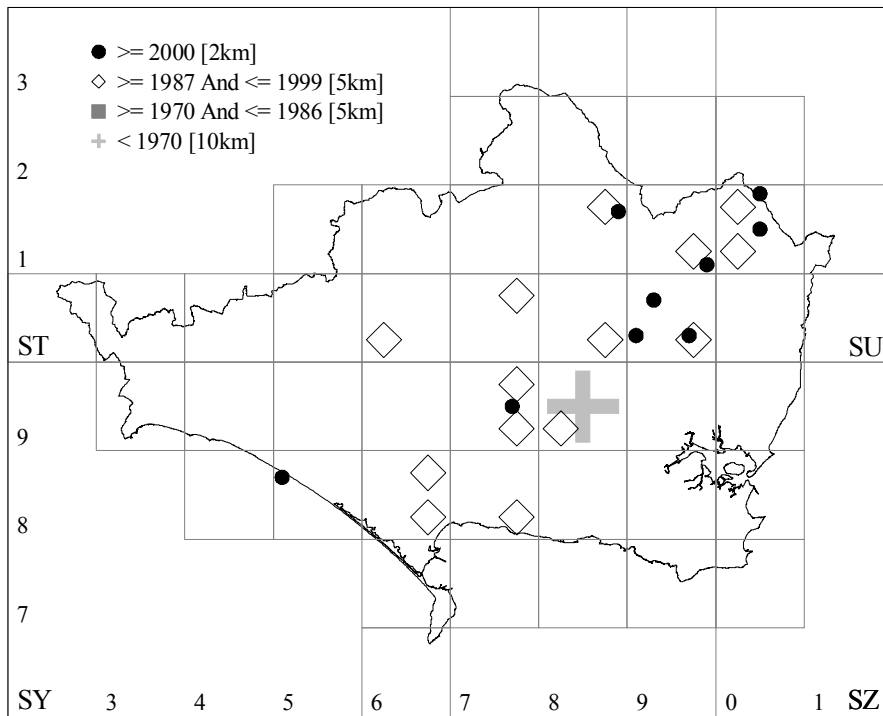 >= 2000 [2km]
>= 1987 And <= 1999 [5km]
>= 1970 And <= 1986 [5km]
< 1970 [10km]
3
2
1
ST
SU
9
8
7
SY 3 4 5 6 7 8 9 0 1 SZ